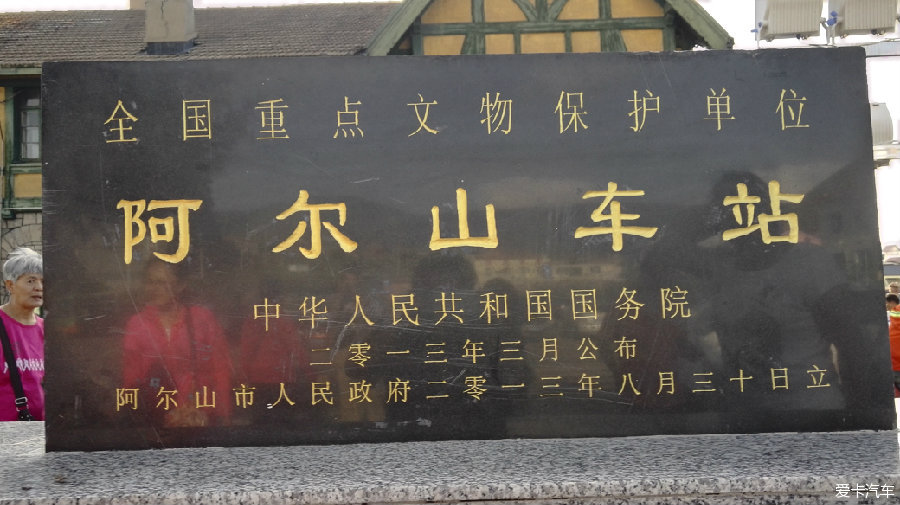 全国重点文物保护单位
阿尔山车站
中华人民共和国国务院
二零一三年三月公布
阿尔山市人民政府二零一三年八月三十日立
爱卡汽车